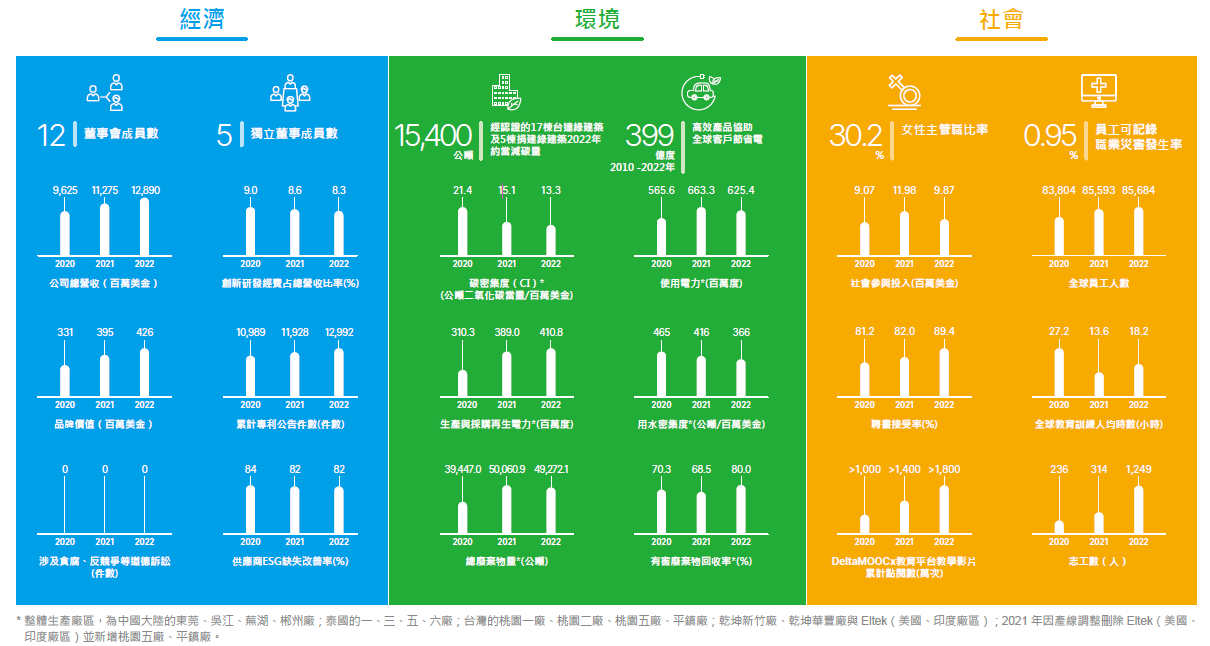 經濟
環境
社會
12 董事會成員數
5 獨立董事成員數
15,400
公噸
經認證的17棟台達綠建築
及5棟捐建綠建築2022年
約當減碳量
399
億度
2010 -2022年
高效產品協助
全球客戶節省電
30.2
%
女性主管職比率
0.95
%
員工可記錄
職業災害發生率
9,625 11,275 12,890
2020 2021 2022
公司總營收（百萬美金）
9.0 8.6 8.3
2020 2021 2022
創新研發經費占總營收比率(%)
21.4 15.1 13.3
2020 2021 2022
碳密集度（CI）*
(公噸二氧化碳當量/百萬美金)
565.6 663.3 625.4
2020 2021 2022
使用電力*(百萬度)
9.07 11.98 9.87
2020 2021 2022
社會參與投入(百萬美金)
83,804 85,593 85,684
2020 2021 2022
全球員工人數
331 395 426
2020 2021 2022
品牌價值（百萬美金）
10,989 11,928 12,992
2020 2021 2022
累計專利公告件數(件數)
310.3 389.0 410.8
2020 2021 2022
生產與採購再生電力*(百萬度)
465 416 366
2020 2021 2022
用水密集度*(公噸/百萬美金)
81.2 82.0 89.4
2020 2021 2022
聘書接受率(%)
27.2 13.6 18.2
2020 2021 2022
全球教育訓練人均時數(小時)
0 0 0
2020 2021 2022
涉及貪腐、反競爭等道德訴訟
(件數)
84 82 82
2020 2021 2022
供應商ESG缺失改善率(%)
39,447.0 50,060.9 49,272.1
2020 2021 2022
總廢棄物量*(公噸)
70.3 68.5 80.0
2020 2021 2022
有害廢棄物回收率*(%)
>1,000 >1,400 >1,800
2020 2021 2022
DeltaMOOCx教育平台教學影片
累計點閱數(萬次)
236 314 1,249
2020 2021 2022
志工數（人）
* 整體生產廠區，為中國大陸的東莞、吳江、蕪湖、郴州廠；泰國的一、三、五、六廠；台灣的桃園一廠、桃園二廠、桃園五廠、平鎮廠；乾坤新竹廠、乾坤華豐廠與 Eltek（美國、印度廠區）；2021 年因產線調整刪除 Eltek（美國、
印度廠區）並新增桃園五廠、平鎮廠。